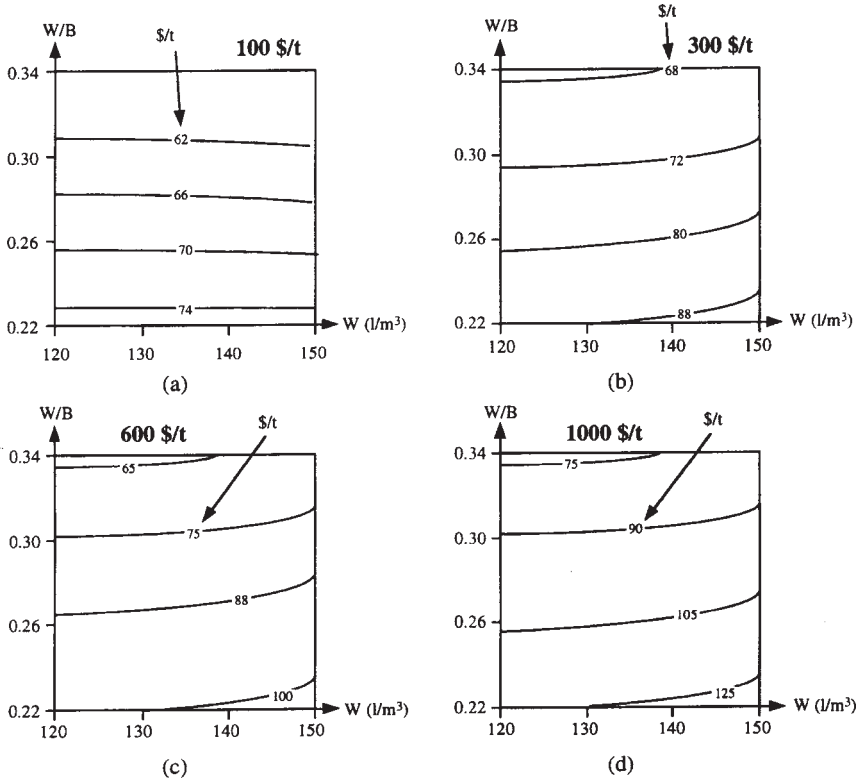 W/B
$/t
100 $/t
0.34
0.30
0.26
0.22
62
66
70
74
120
130
140
150
W (l/m³)
(a)
W/B
$/t
300 $/t
0.34
0.30
0.26
0.22
68
72
80
88
120
130
140
150
W (l/m³)
(b)
W/B
600 $/t
$/t
0.34
0.30
0.26
0.22
65
75
88
100
120
130
140
150
W (l/m³)
(c)
W/B
1000 $/t
$/t
0.34
0.30
0.26
0.22
75
90
105
125
120
130
140
150
W (l/m³)
(d)